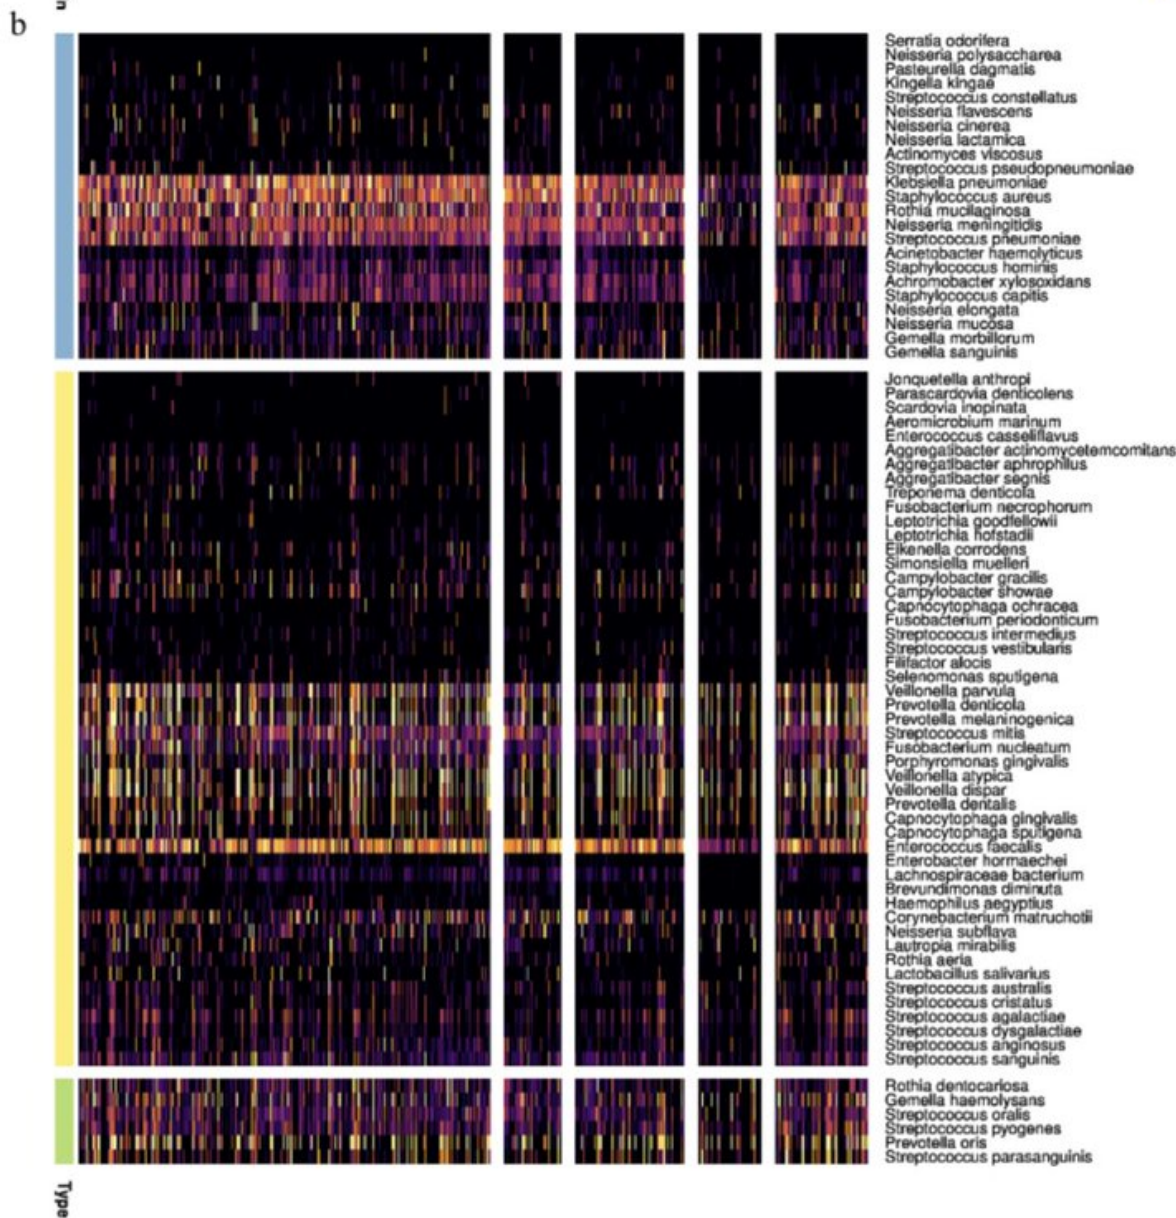 b
Serratia odorifera
Neisseria polysaccharea
Pasteurella dagmatis
Kingella kingae
Streptococcus constellatus
Neisseria flavescens
Neisseria cinerea
Neisseria lactamica
Actinomyces viscosus
Streptococcus pseudopneumoniae
Klebsiella pneumoniae
Staphylococcus aureus
Rothia mucilaginosa
Neisseria meningitidis
Streptococcus pneumoniae
Acinetobacter haemolyticus
Staphylococcus hominis
Achromobacter xylosoxidans
Staphylococcus capitis
Neisseria elongata
Neisseria mucosa
Gemella morbillorum
Gemella sanguinis
Jonquetella anthropi
Parascardovia denticolens
Scardovia inopinata
Aeromicrobium marinum
Enterococcus casseliflavus
Aggregatibacter actinomycetemcomitans
Aggregatibacter aphrophilus
Aggregatibacter segnis
Treponema denticola
Fusobacterium necrophorum
Leptotrichia goodfellowii
Leptotrichia hofstadii
Eikenella corrodens
Simonsiella muelleri
Campylobacter gracilis
Campylobacter showae
Capnocytophaga ochracea
Fusobacterium periodonticum
Streptococcus intermedius
Streptococcus vestibularis
Filifactor alocis
Selenomonas sputigena
Veillonella parvula
Prevotella denticola
Prevotella melaninogenica
Streptococcus mitis
Fusobacterium nucleatum
Porphyromonas gingivalis
Veillonella atypica
Veillonella dispar
Prevotella dentalis
Capnocytophaga gingivalis
Capnocytophaga sputigena
Enterococcus faecalis
Enterobacter hormaechei
Lachnospiraceae bacterium
Brevundimonas diminuta
Haemophilus aegyptius
Corynebacterium matruchotii
Neisseria subflava
Lautropia mirabilis
Rothia aeria
Lactobacillus salivarius
Streptococcus australis
Streptococcus cristatus
Streptococcus agalactiae
Streptococcus dysgalactiae
Streptococcus anginosus
Streptococcus sanguinis
Rothia dentocariosa
Gemella haemolysans
Streptococcus oralis
Streptococcus pyogenes
Prevotella oris
Streptococcus parasanguinis
Type